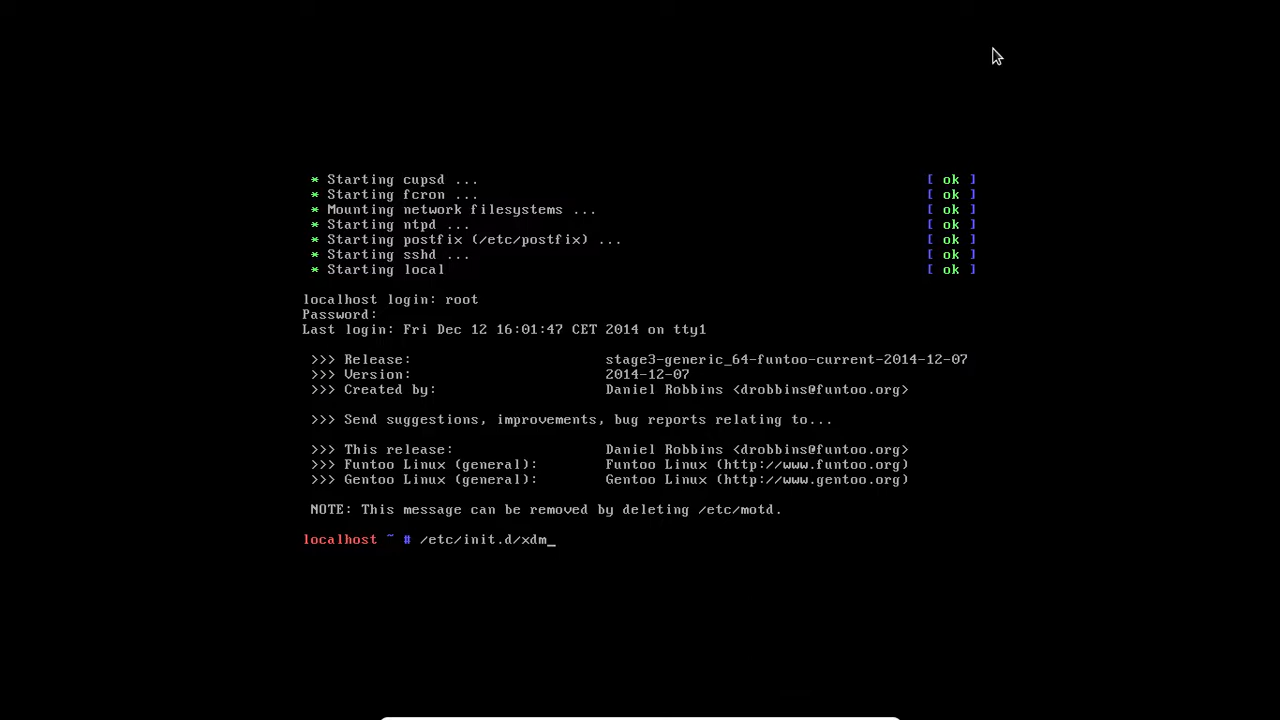 * Starting cupsd ... [ ok ]
* Starting fcron ... [ ok ]
* Mounting network filesystems ... [ ok ]
* Starting ntpd ... [ ok ]
* Starting postfix (/etc/postfix) ... [ ok ]
* Starting sshd ... [ ok ]
* Starting local [ ok ]
localhost login: root
Password:
Last login: Fri Dec 12 16:01:47 CET 2014 on tty1
>>> Release: stage3-generic_64-funtoo-current-2014-12-07
>>> Version: 2014-12-07
>>> Created by: Daniel Robbins <drobbins@funtoo.org>
>>> Send suggestions, improvements, bug reports relating to...
>>> This release: Daniel Robbins <drobbins@funtoo.org>
>>> Funtoo Linux (general): Funtoo Linux (http://www.funtoo.org)
>>> Gentoo Linux (general): Gentoo Linux (http://www.gentoo.org)
NOTE: This message can be removed by deleting /etc/motd.
localhost ~ # /etc/init.d/xdm_